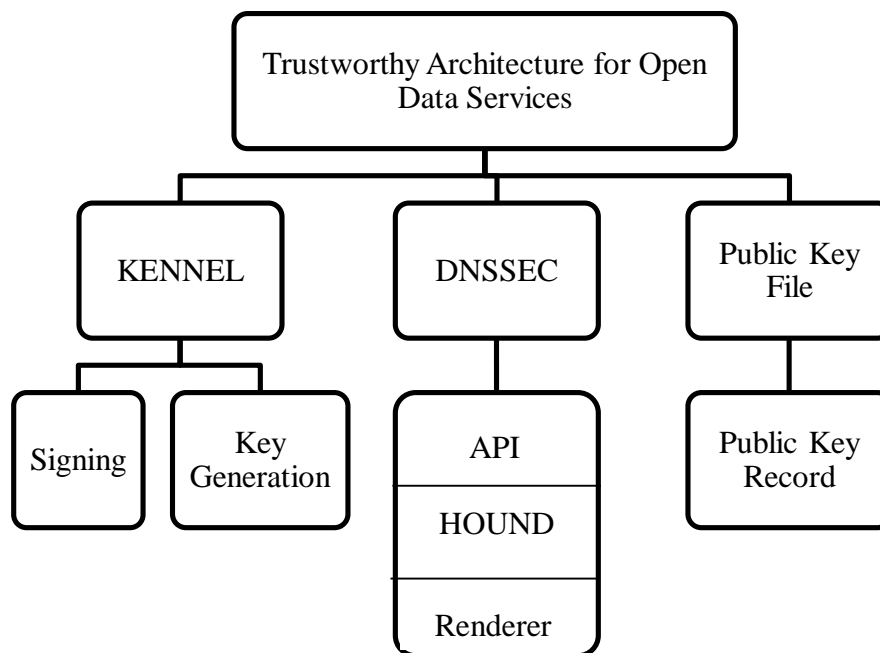 Trustworthy Architecture for Open
Data Services
KENNEL
DNSSEC
Public Key
File
Signing
Key
Generation
API
HOUND
Renderer
Public Key
Record